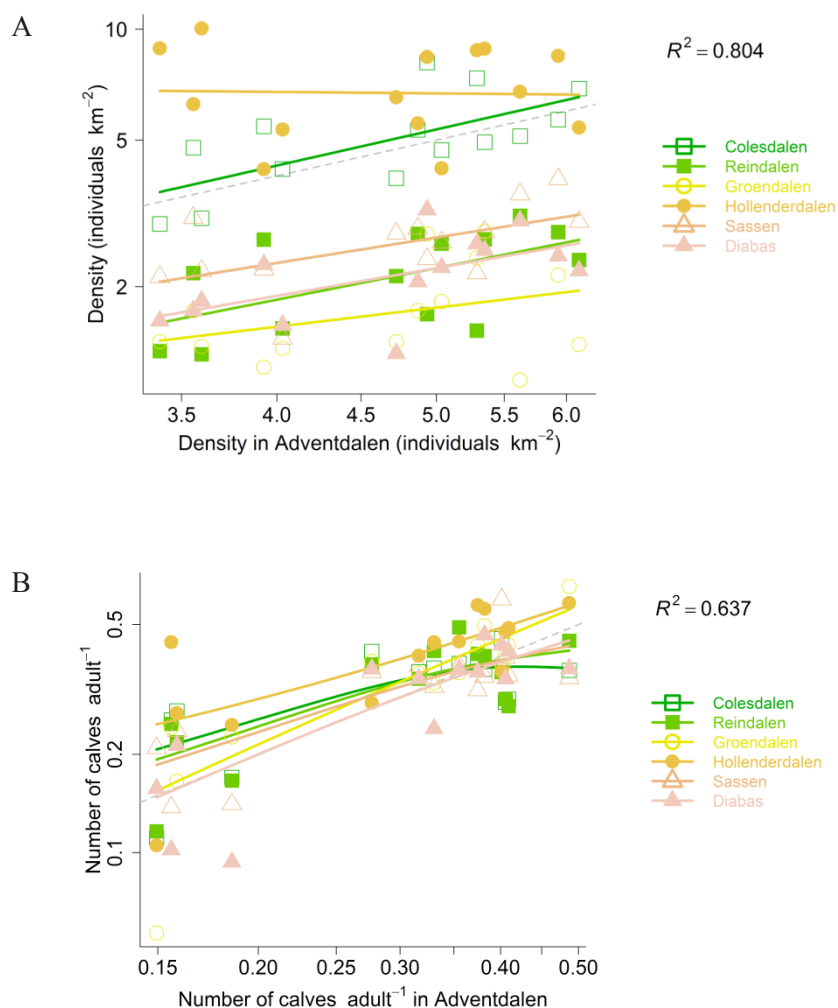 A
R² = 0.804
10
5
2
Density (individuals km⁻²)
3.5 4.0 4.5 5.0 5.5 6.0
Density in Adventdalen (individuals km⁻²)
Colesdalen
Reindalen
Groendalen
Hollenderdalen
Sassen
Diabas
B
R² = 0.637
0.5
0.2
0.1
Number of calves adult⁻¹
0.15 0.20 0.25 0.30 0.40 0.50
Number of calves adult⁻¹ in Adventdalen
Colesdalen
Reindalen
Groendalen
Hollenderdalen
Sassen
Diabas